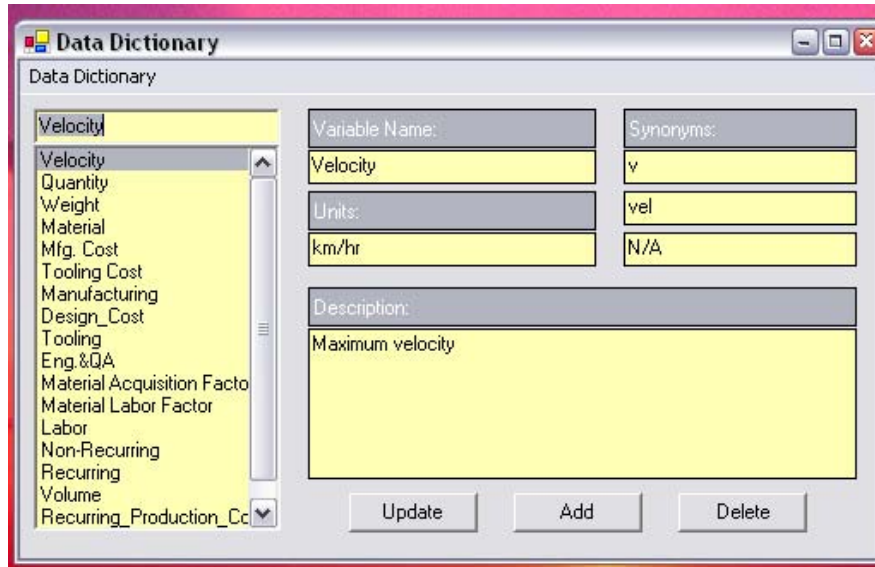 Data Dictionary
Data Dictionary
Velocity
Velocity
Quantity
Weight
Material
Mfg. Cost
Tooling Cost
Manufacturing
Design_Cost
Tooling
Eng.&QA
Material Acquisition Facto
Material Labor Factor
Labor
Non-Recurring
Recurring
Volume
Recurring_Production_Cc
Variable Name:
Velocity
Units:
km/hr
Synonyms:
v
vel
N/A
Description:
Maximum velocity
Update
Add
Delete